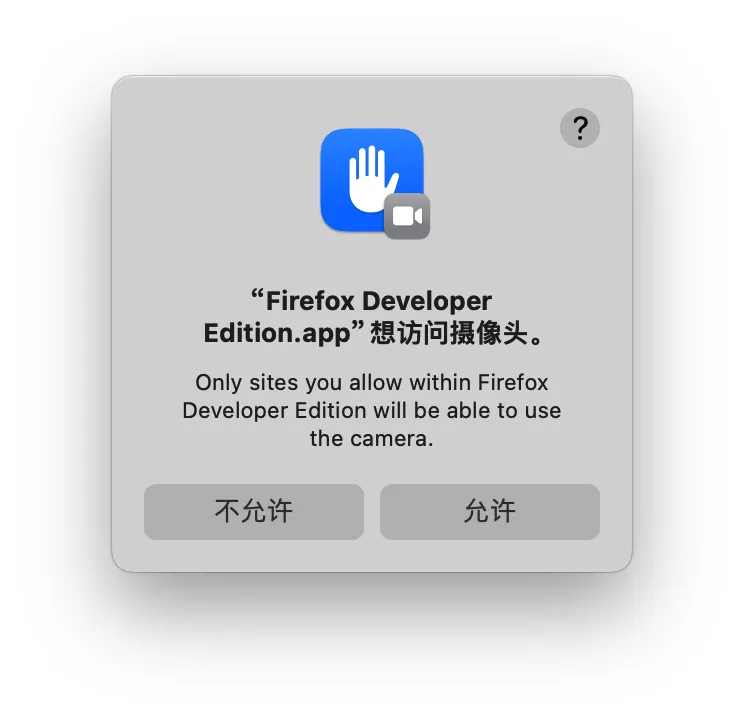 ?
“Firefox Developer
Edition.app”想访问摄像头。
Only sites you allow within Firefox
Developer Edition will be able to use
the camera.
不允许
允许